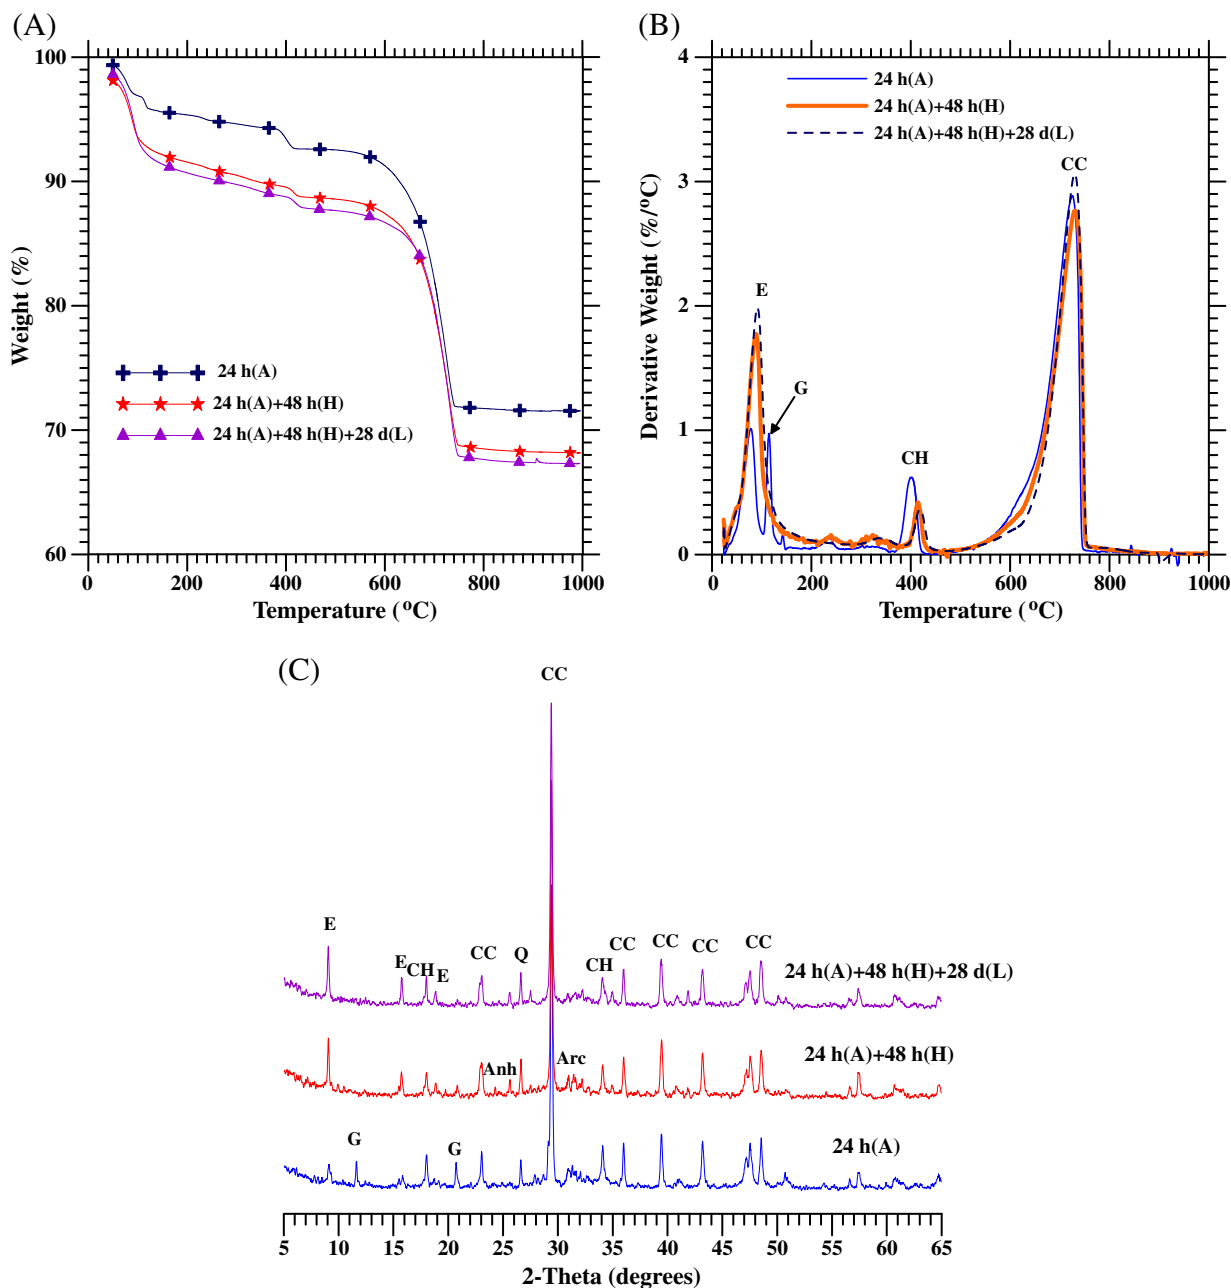 (A)
100
90
80
70
60
Weight (%)
24 h(A)
24 h(A)+48 h(H)
24 h(A)+48 h(H)+28 d(L)
0 200 400 600 800 1000
Temperature (ºC)
(B)
4
3
2
1
0
Derivative Weight (%/ºC)
24 h(A)
24 h(A)+48 h(H)
24 h(A)+48 h(H)+28 d(L)
CC
E
G
CH
0 200 400 600 800 1000
Temperature (ºC)
(C)
CC
E
E CH E CC Q CH CC CC CC CC
24 h(A)+48 h(H)+28 d(L)
Anh Arc
24 h(A)+48 h(H)
G G
24 h(A)
5 10 15 20 25 30 35 40 45 50 55 60 65
2-Theta (degrees)